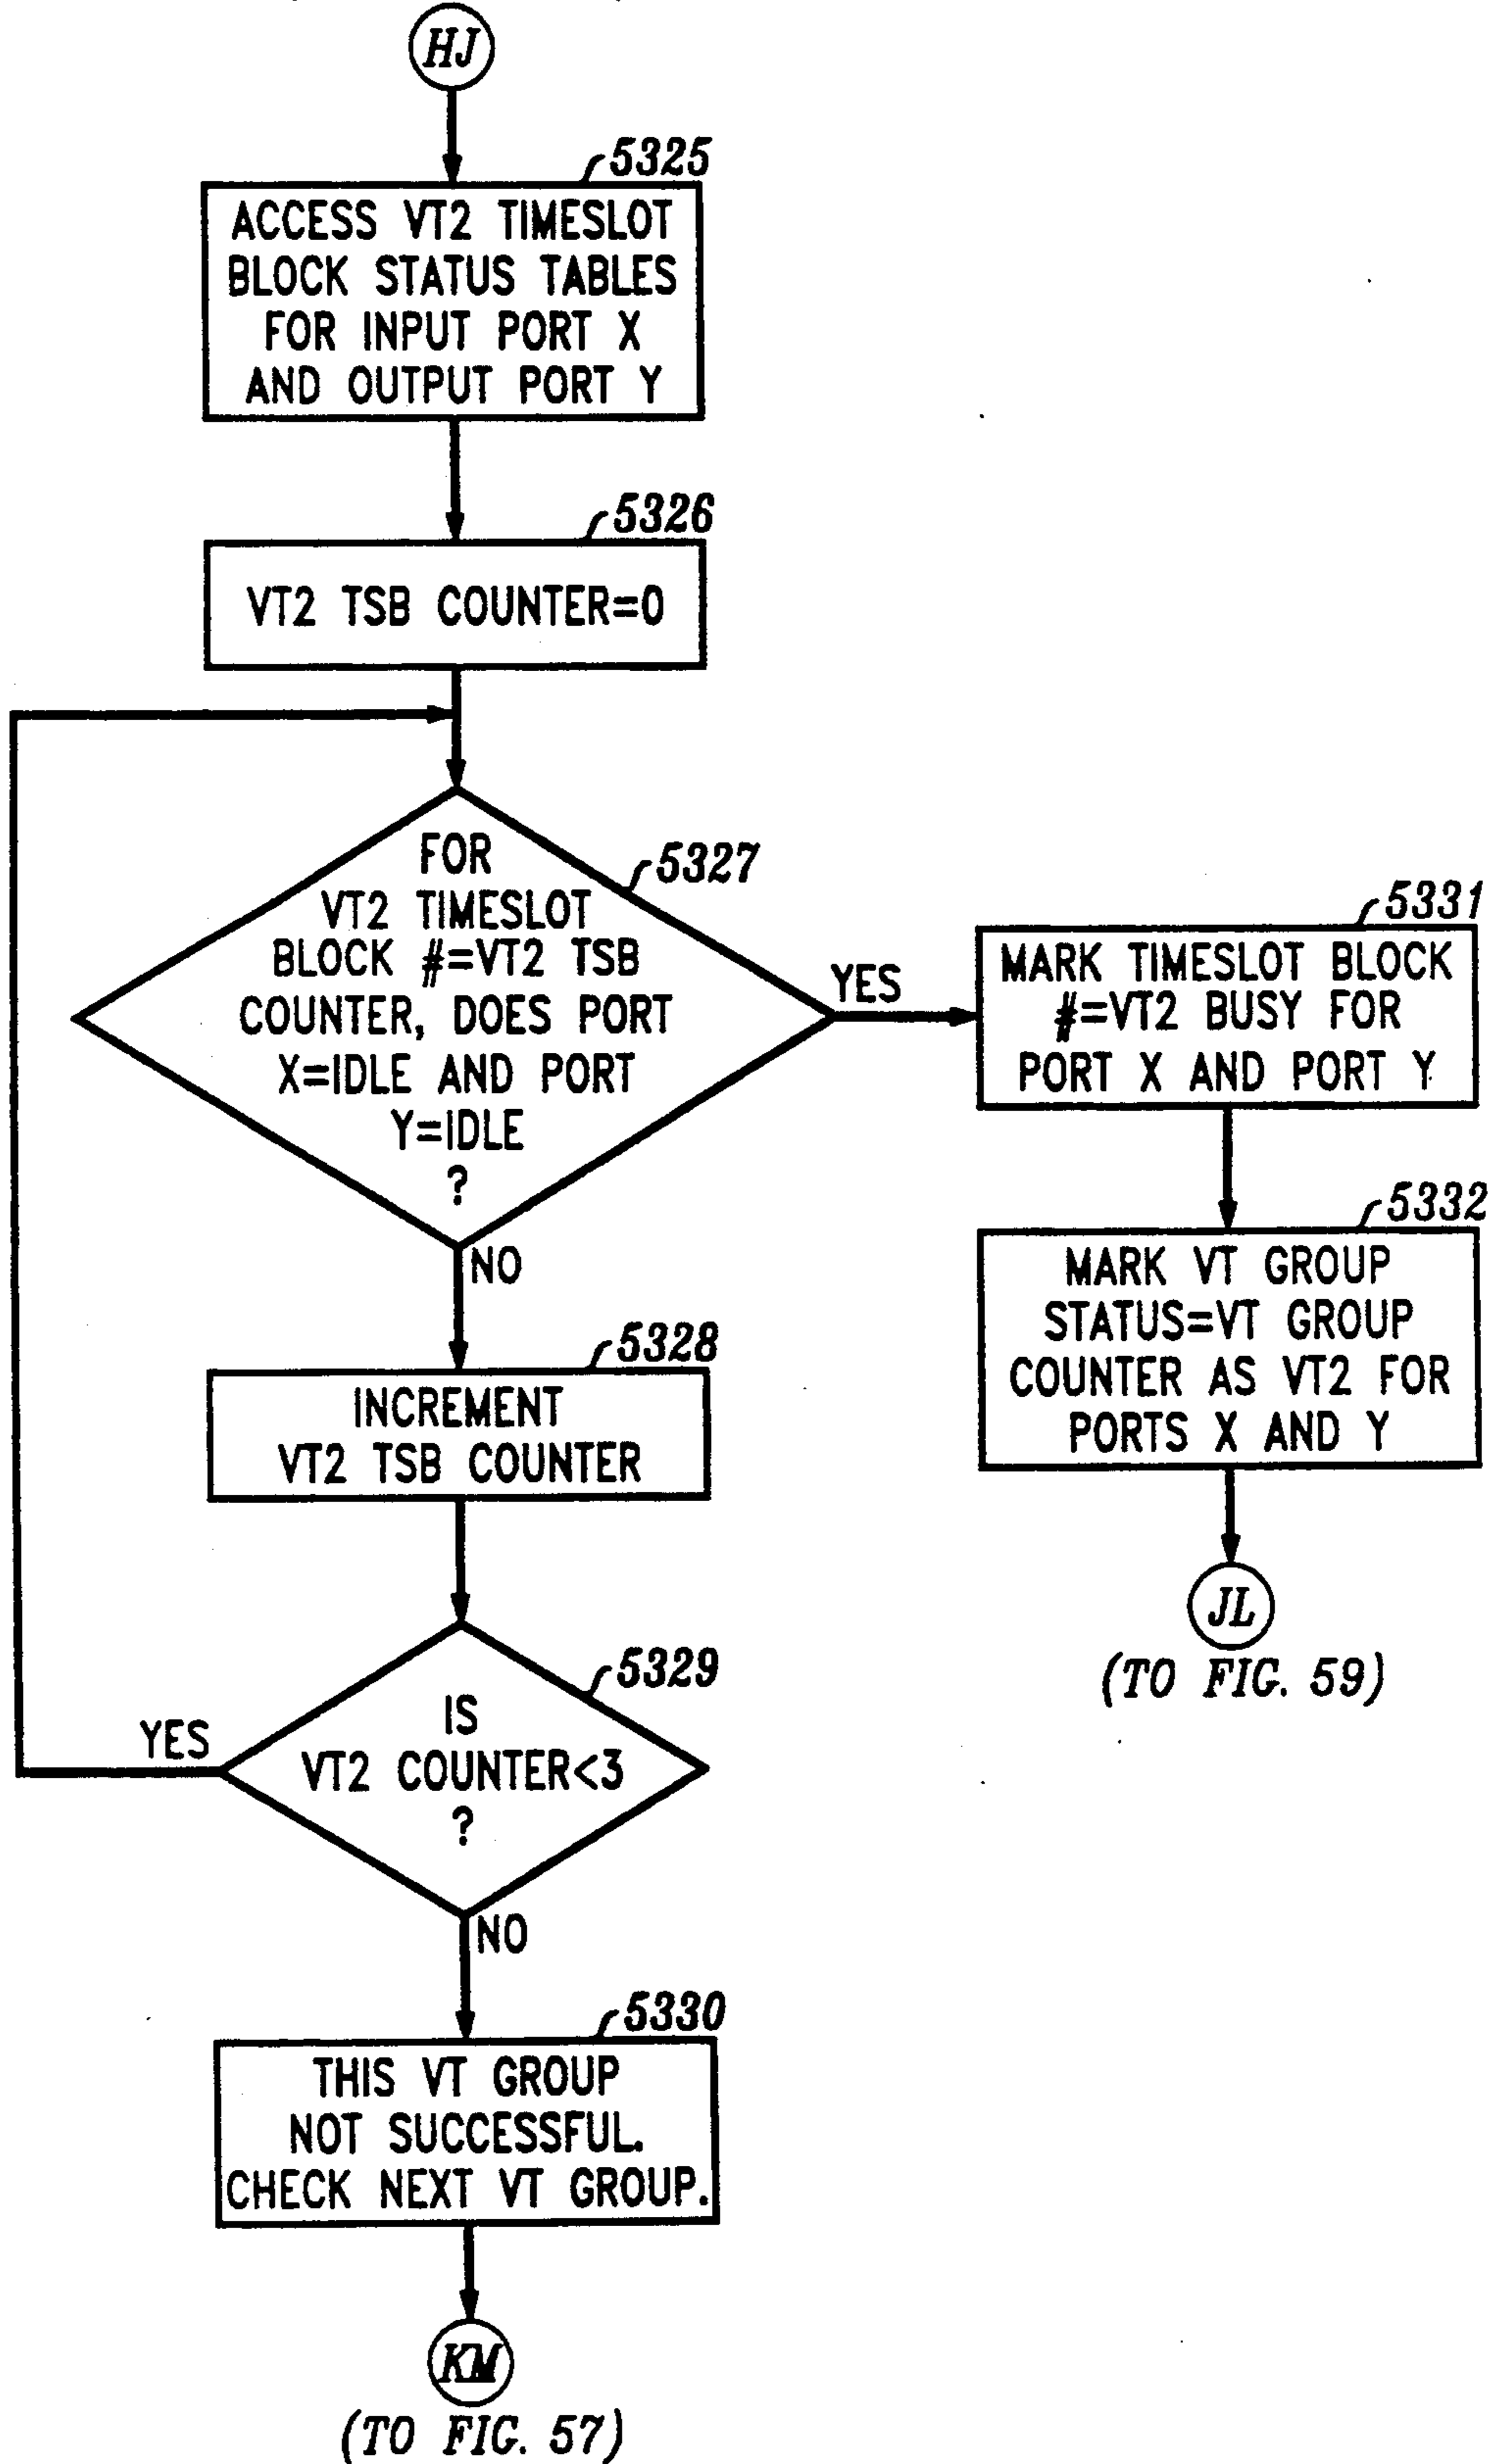 HJ
5325
ACCESS VT2 TIMESLOT
BLOCK STATUS TABLES
FOR INPUT PORT X
AND OUTPUT PORT Y
5326
VT2 TSB COUNTER=0
FOR
VT2 TIMESLOT
BLOCK #=VT2 TSB
COUNTER, DOES PORT
X=IDLE AND PORT
Y=IDLE
?
5327
YES
NO
5331
MARK TIMESLOT BLOCK
#=VT2 BUSY FOR
PORT X AND PORT Y
5332
MARK VT GROUP
STATUS=VT GROUP
COUNTER AS VT2 FOR
PORTS X AND Y
JL
(TO FIG. 59)
5328
INCREMENT
VT2 TSB COUNTER
5329
IS
VT2 COUNTER<3
?
YES
NO
5330
THIS VT GROUP
NOT SUCCESSFUL.
CHECK NEXT VT GROUP.
KM
(TO FIG. 57)